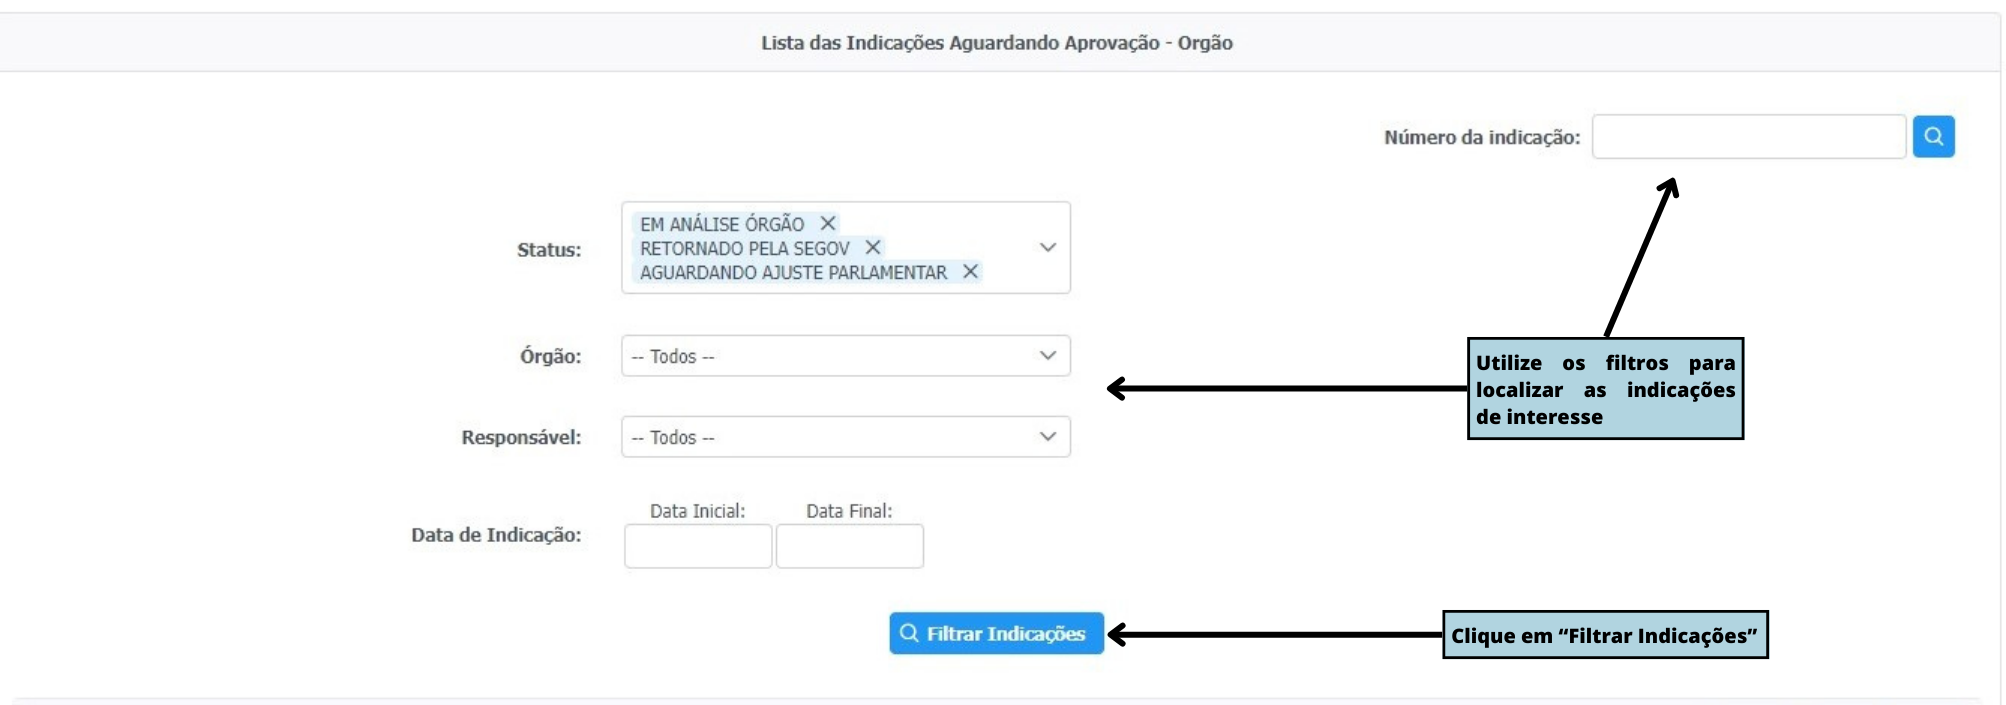 Lista das Indicações Aguardando Aprovação - Orgão
Número da indicação:
Status:
EM ANÁLISE ÓRGÃO
RETORNADO PELA SEGOV
AGUARDANDO AJUSTE PARLAMENTAR
Órgão:
-- Todos --
Utilize os filtros para
localizar as indicações
de interesse
Responsável:
-- Todos --
Data Inicial:
Data Final:
Data de Indicação:
Filtrar Indicações
Clique em “Filtrar Indicações”